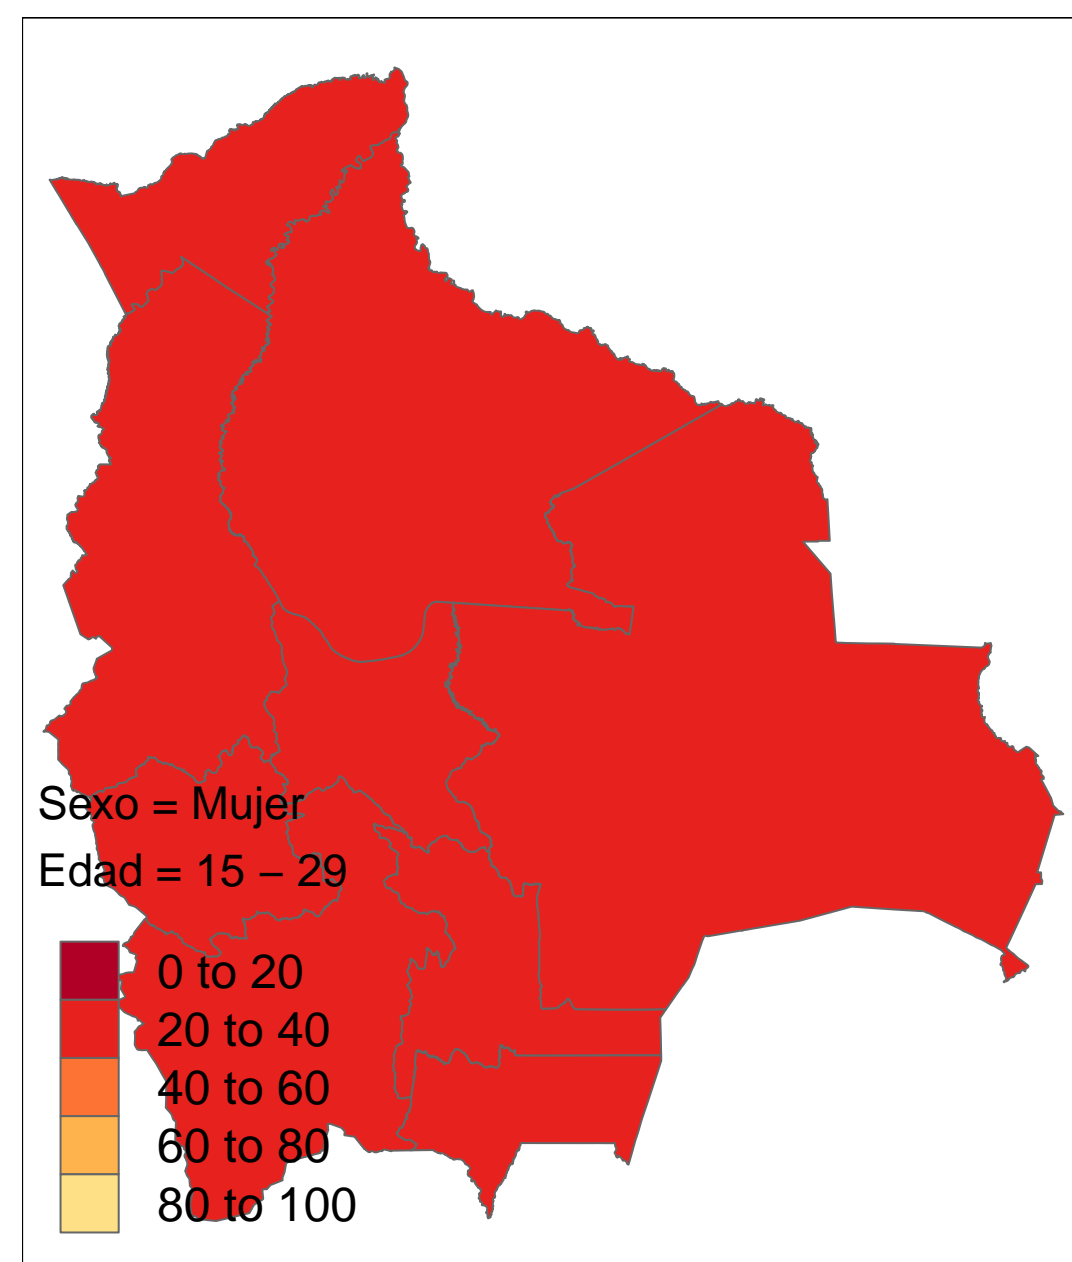 Sexo = Mujer
Edad = 15 – 29
0 to 20
20 to 40
40 to 60
60 to 80
80 to 100